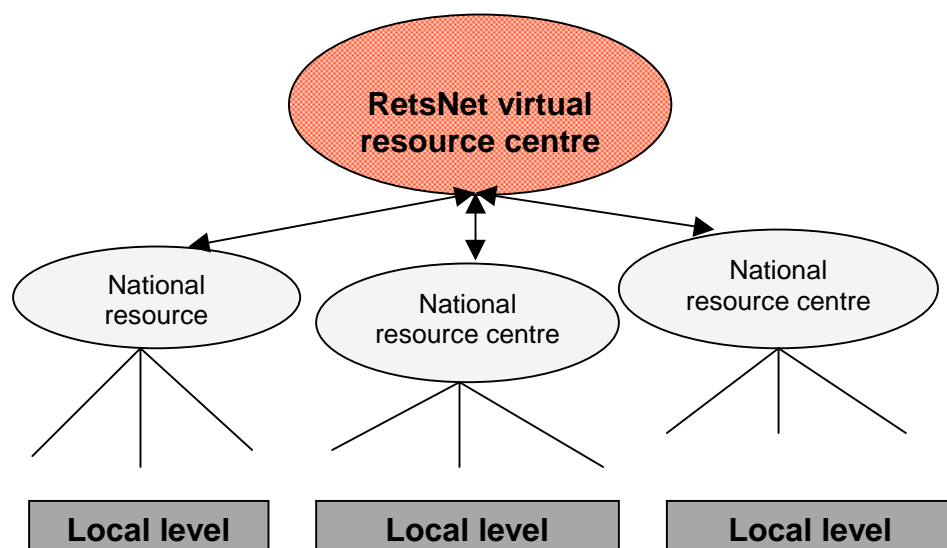 RetsNet virtual
resource centre
National
resource
National
resource centre
National
resource centre
Local level
Local level
Local level